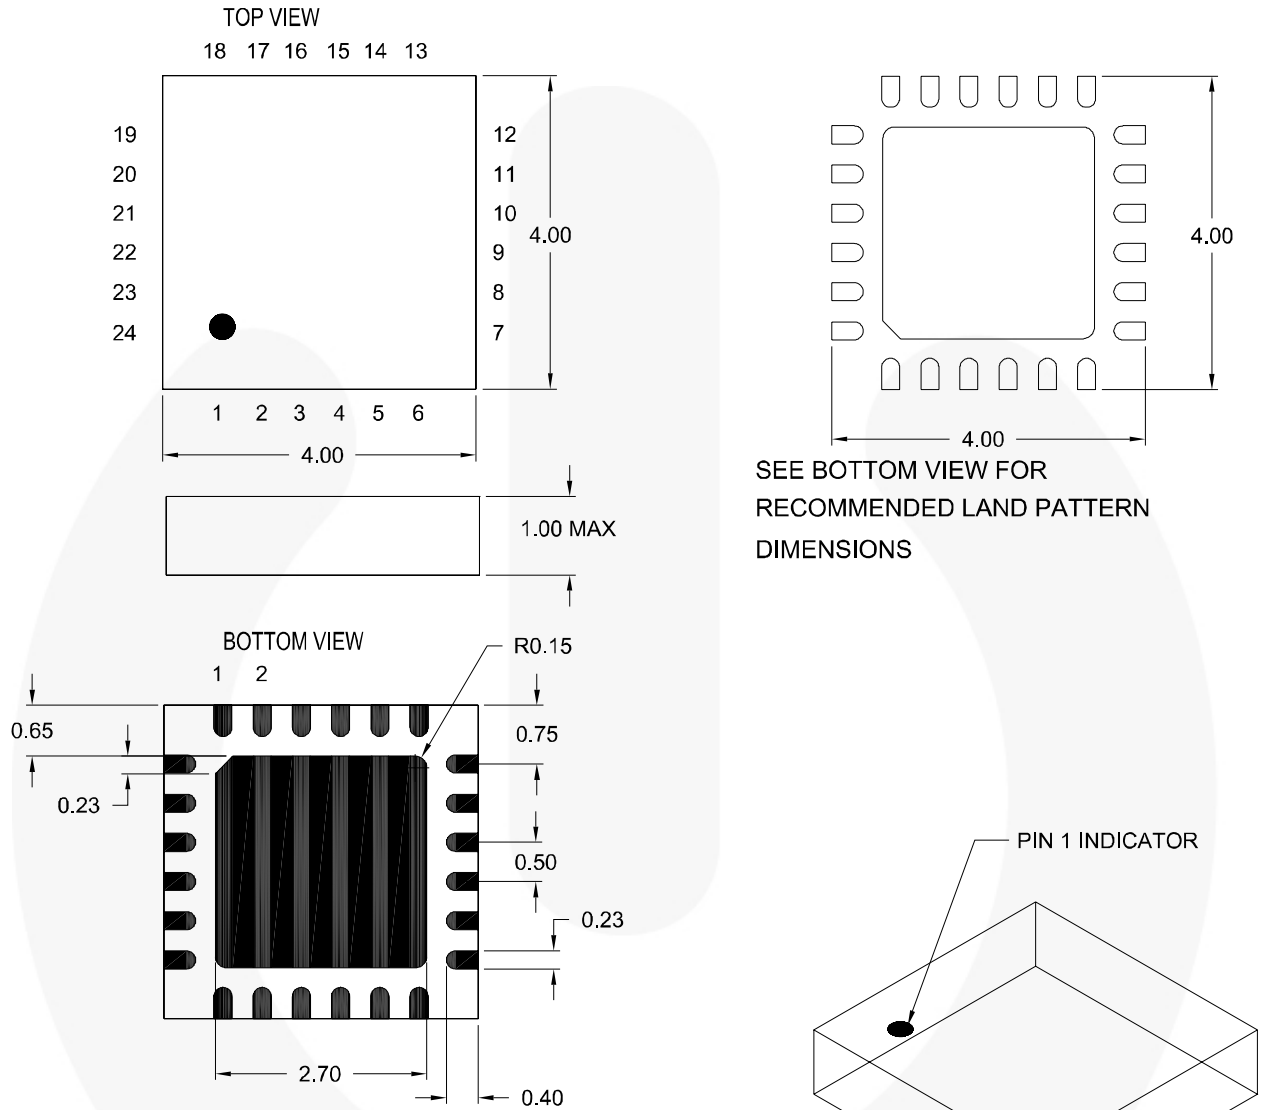 TOP VIEW
18 17 16 15 14 13
19
20
21
22
23
24
12
11
10
9
8
7
4.00
1 2 3 4 5 6
4.00
4.00
4.00
SEE BOTTOM VIEW FOR
RECOMMENDED LAND PATTERN
DIMENSIONS
1.00 MAX
BOTTOM VIEW
1 2
R0.15
0.65
0.75
0.23
0.50
0.23
2.70
0.40
PIN 1 INDICATOR